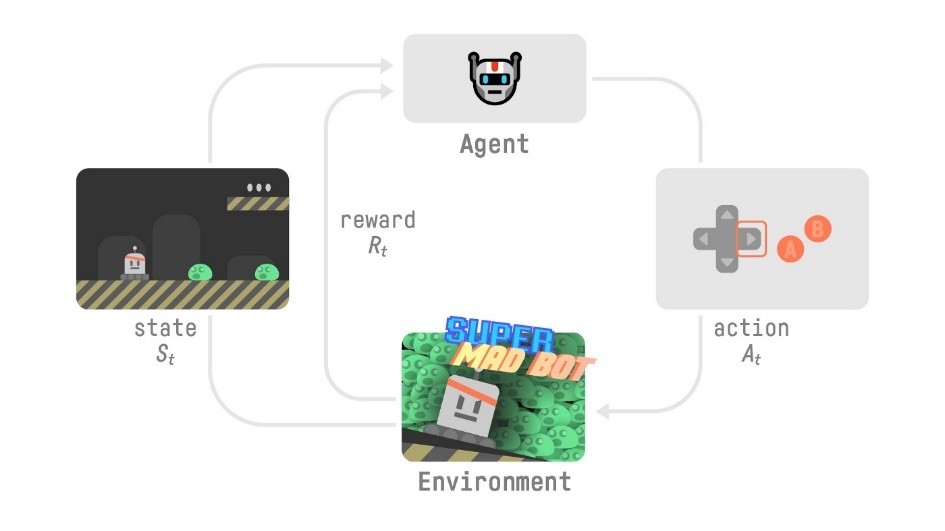 Agent
reward
Rt
B
A
state
St
action
At
SUPER
MAD BOT
Environment